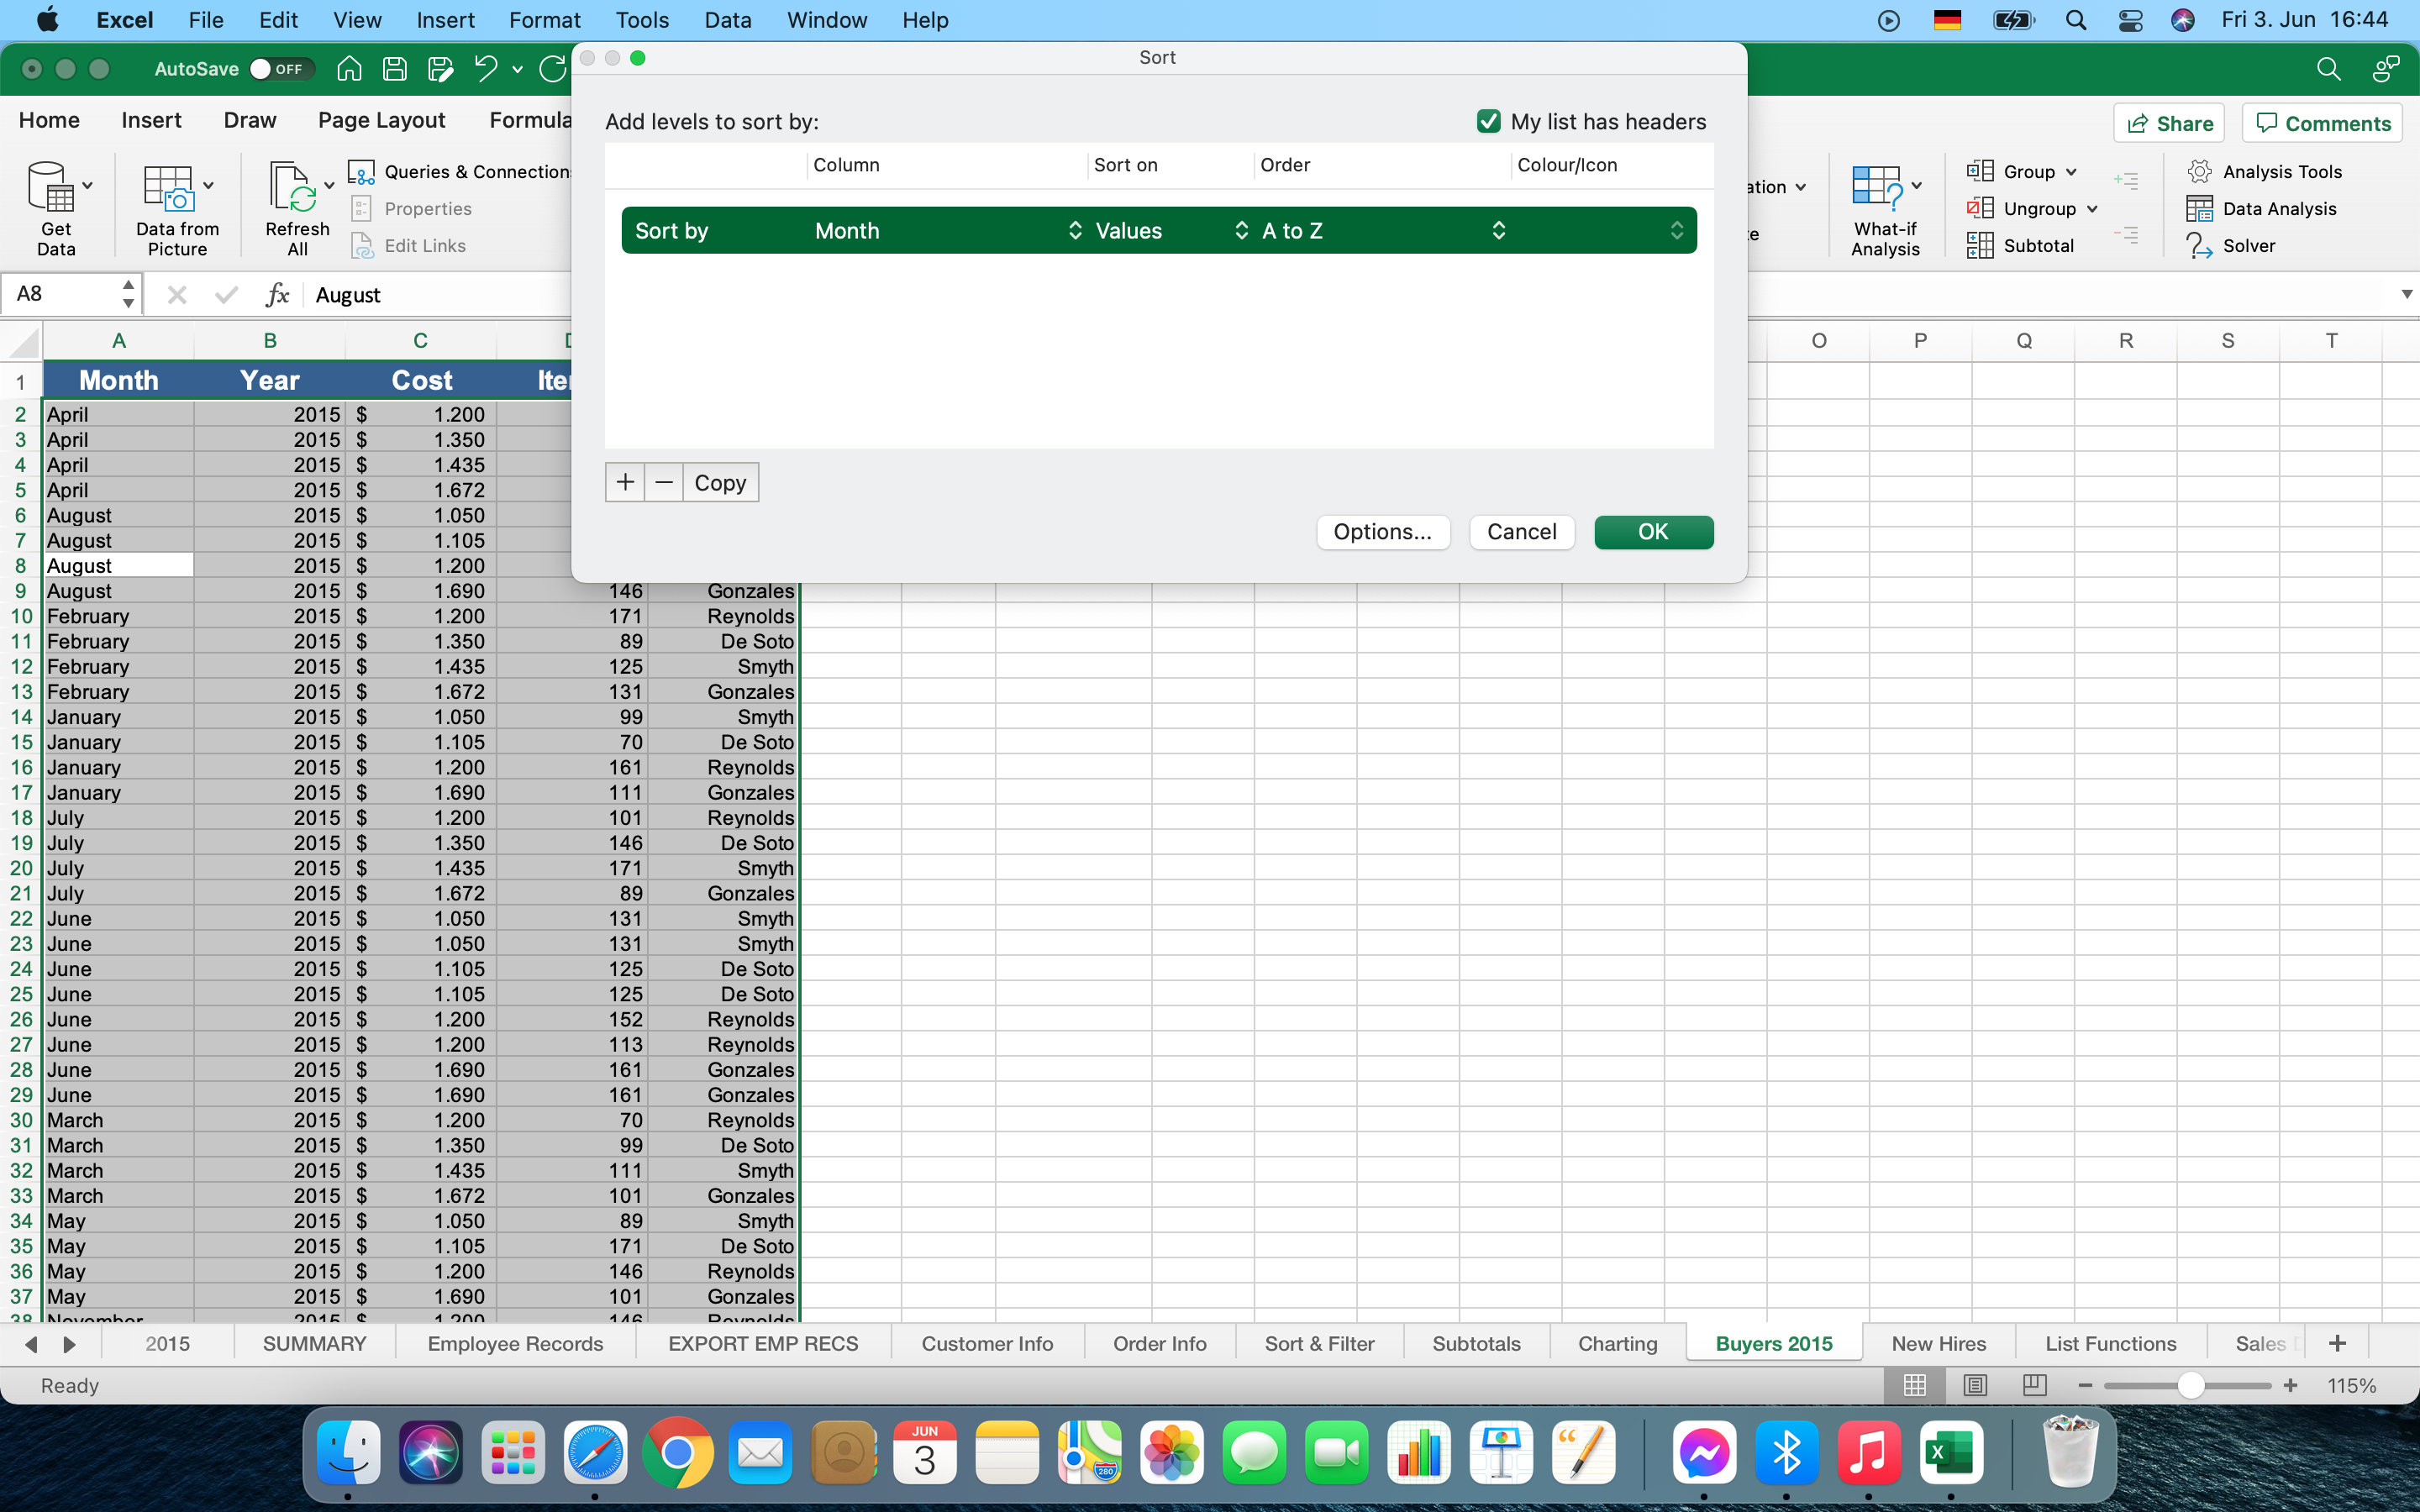 Excel File Edit View Insert Format Tools Data Window Help Fri 3. Jun 16:44
AutoSave OFF
Sort
Home Insert Draw Page Layout
Share Comments
Get Data
Data from Picture
Refresh All
Queries &
Properties
Edit Links
What-if Analysis
Group
Ungroup
Subtotal
Analysis Tools
Data Analysis
Solver
Add levels to sort by:
My list has headers
Column Sort on Order Colour/Icon
Sort by Month Values A to Z
+ − Copy
Options... Cancel OK
A8 fx August
A B C O P Q R S T
1 Month Year Cost
2 April 2015 $ 1.200
3 April 2015 $ 1.350
4 April 2015 $ 1.435
5 April 2015 $ 1.672
6 August 2015 $ 1.050
7 August 2015 $ 1.105
8 August 2015 $ 1.200
9 August 2015 $ 1.690 146 Gonzales
10 February 2015 $ 1.200 171 Reynolds
11 February 2015 $ 1.350 89 De Soto
12 February 2015 $ 1.435 125 Smyth
13 February 2015 $ 1.672 131 Gonzales
14 January 2015 $ 1.050 99 Smyth
15 January 2015 $ 1.105 70 De Soto
16 January 2015 $ 1.200 161 Reynolds
17 January 2015 $ 1.690 111 Gonzales
18 July 2015 $ 1.200 101 Reynolds
19 July 2015 $ 1.350 146 De Soto
20 July 2015 $ 1.435 171 Smyth
21 July 2015 $ 1.672 89 Gonzales
22 June 2015 $ 1.050 131 Smyth
23 June 2015 $ 1.050 131 Smyth
24 June 2015 $ 1.105 125 De Soto
25 June 2015 $ 1.105 125 De Soto
26 June 2015 $ 1.200 152 Reynolds
27 June 2015 $ 1.200 113 Reynolds
28 June 2015 $ 1.690 161 Gonzales
29 June 2015 $ 1.690 161 Gonzales
30 March 2015 $ 1.200 70 Reynolds
31 March 2015 $ 1.350 99 De Soto
32 March 2015 $ 1.435 111 Smyth
33 March 2015 $ 1.672 101 Gonzales
34 May 2015 $ 1.050 89 Smyth
35 May 2015 $ 1.105 171 De Soto
36 May 2015 $ 1.200 146 Reynolds
37 May 2015 $ 1.690 101 Gonzales
38 November 2015 $ 1.200 146 Reynolds
2015 SUMMARY Employee Records EXPORT EMP RECS Customer Info Order Info Sort & Filter Subtotals Charting Buyers 2015 New Hires List Functions Sales +
Ready − + 115%
JUN
3
280
X